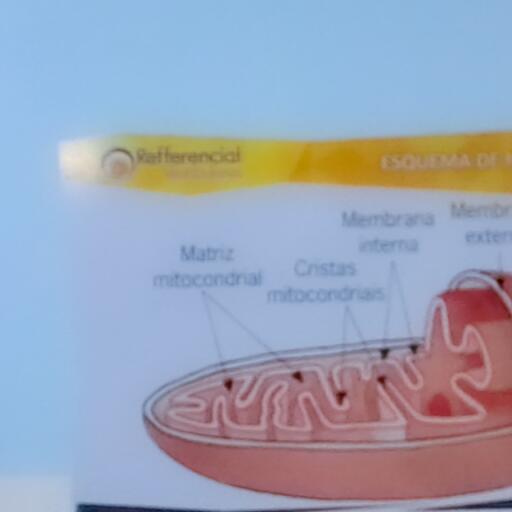 Refferencial
ESQUEMA DE
Membrana
interna
Matriz
mitocondrial
Cristas
mitocondriais